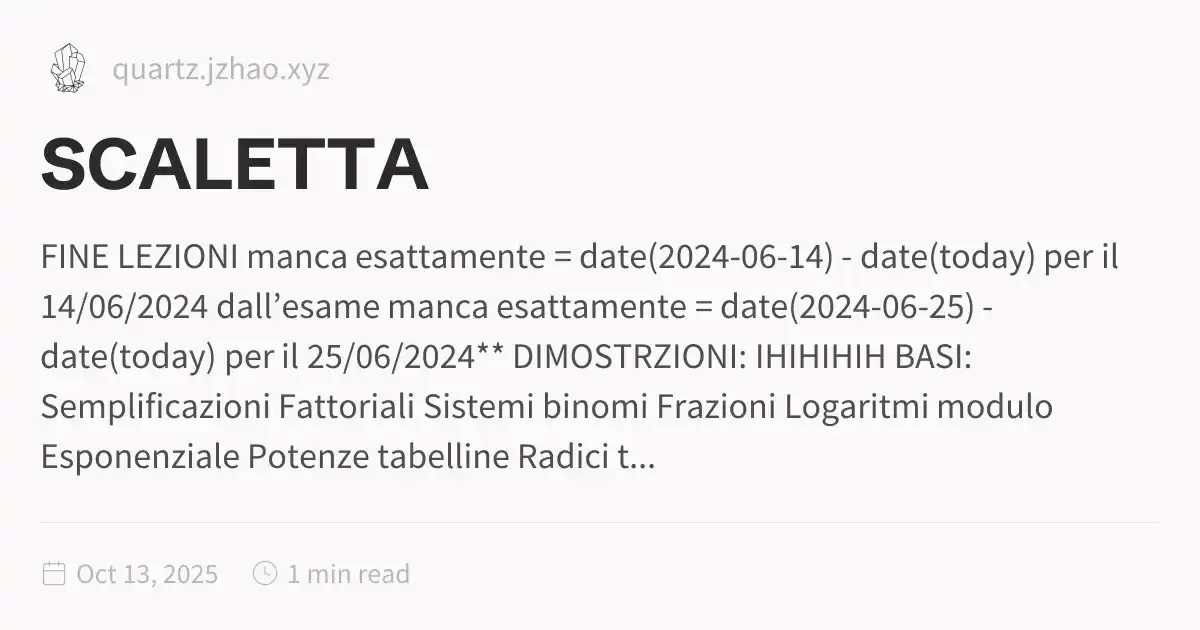 quartz.jzhao.xyz
SCALETTA
FINE LEZIONI manca esattamente = date(2024-06-14) - date(today) per il
14/06/2024 dall’esame manca esattamente = date(2024-06-25) -
date(today) per il 25/06/2024** DIMOSTRZIONI: IHIHIHIH BASI:
Semplificazioni Fattoriali Sistemi binomi Frazioni Logaritmi modulo
Esponenziale Potenze tabelline Radici t...
Oct 13, 2025 1 min read